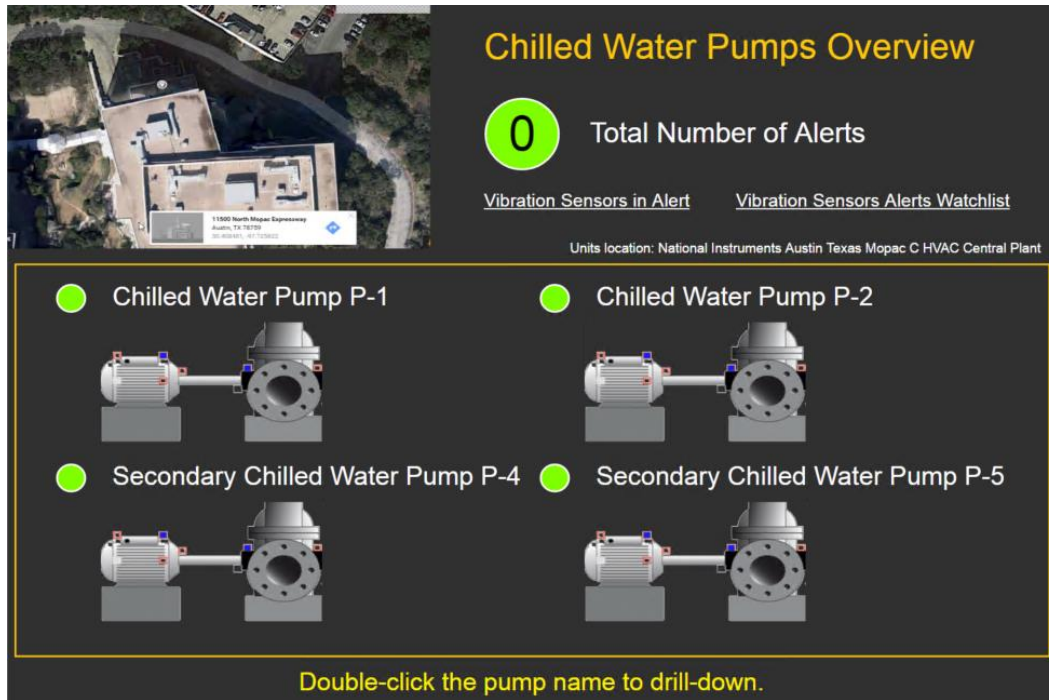 Chilled Water Pumps Overview
0
Total Number of Alerts
Vibration Sensors in Alert
Vibration Sensors Alerts Watchlist
11500 North Mopac Expressway
Austin, TX 78759
Units location: National Instruments Austin Texas Mopac C HVAC Central Plant
Chilled Water Pump P-1
Chilled Water Pump P-2
Secondary Chilled Water Pump P-4
Secondary Chilled Water Pump P-5
Double-click the pump name to drill-down.